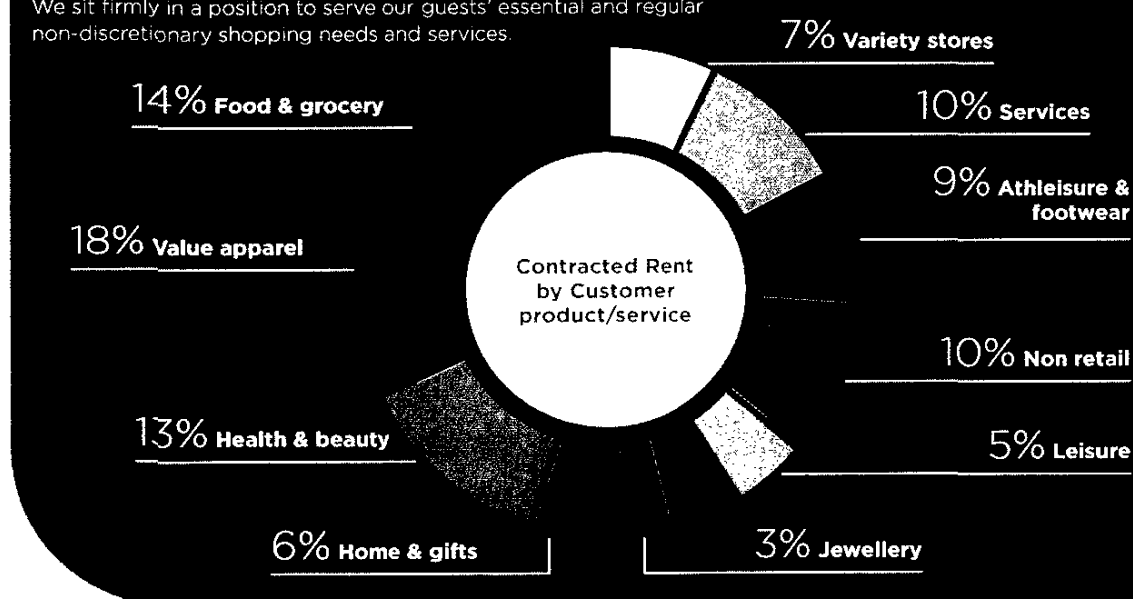 We sit firmly in a position to serve our guests' essential and regular
non-discretionary shopping needs and services.
7% Variety stores
14% Food & grocery
10% Services
9% Athleisure &
footwear
18% Value apparel
Contracted Rent
by Customer
product/service
10% Non retail
13% Health & beauty
5% Leisure
6% Home & gifts
3% Jewellery